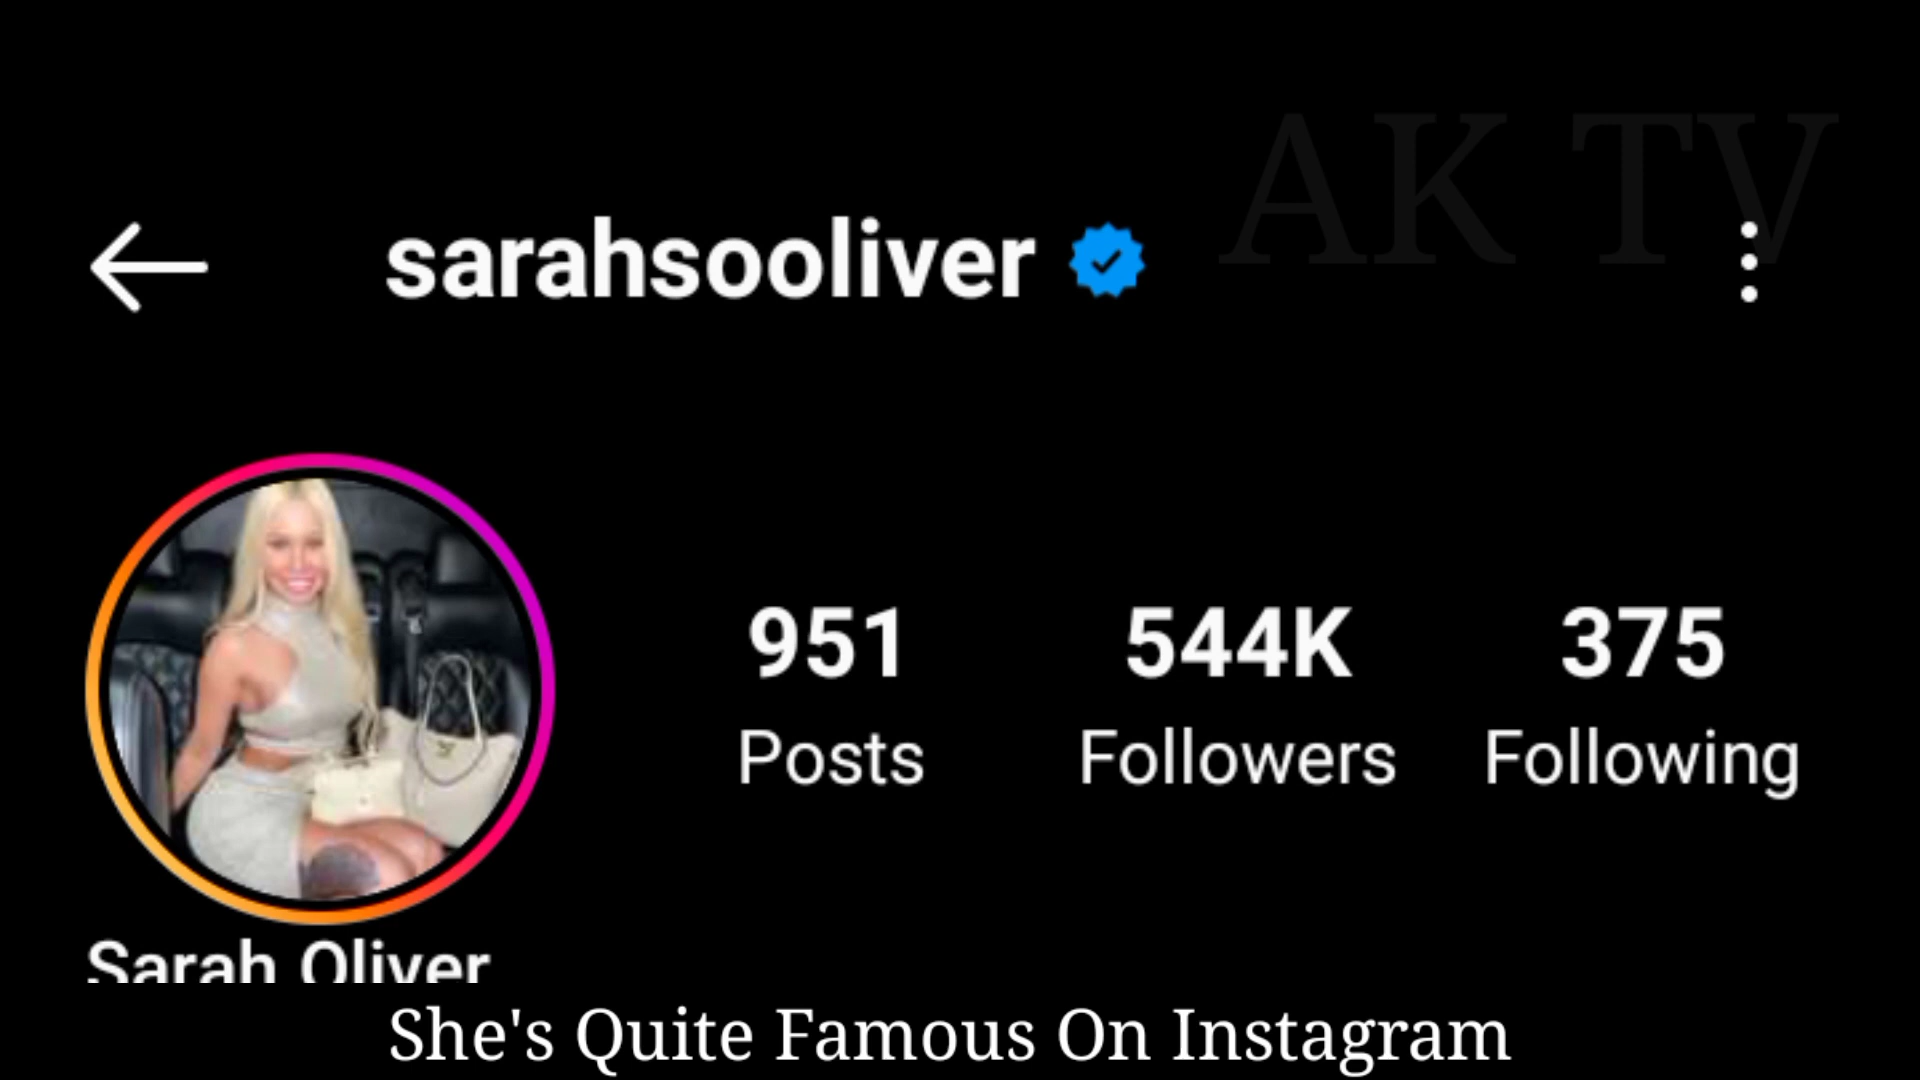 AK TV
sarahsooliver
951 544K 375
Posts Followers Following
Sarah Oliver
She's Quite Famous On Instagram